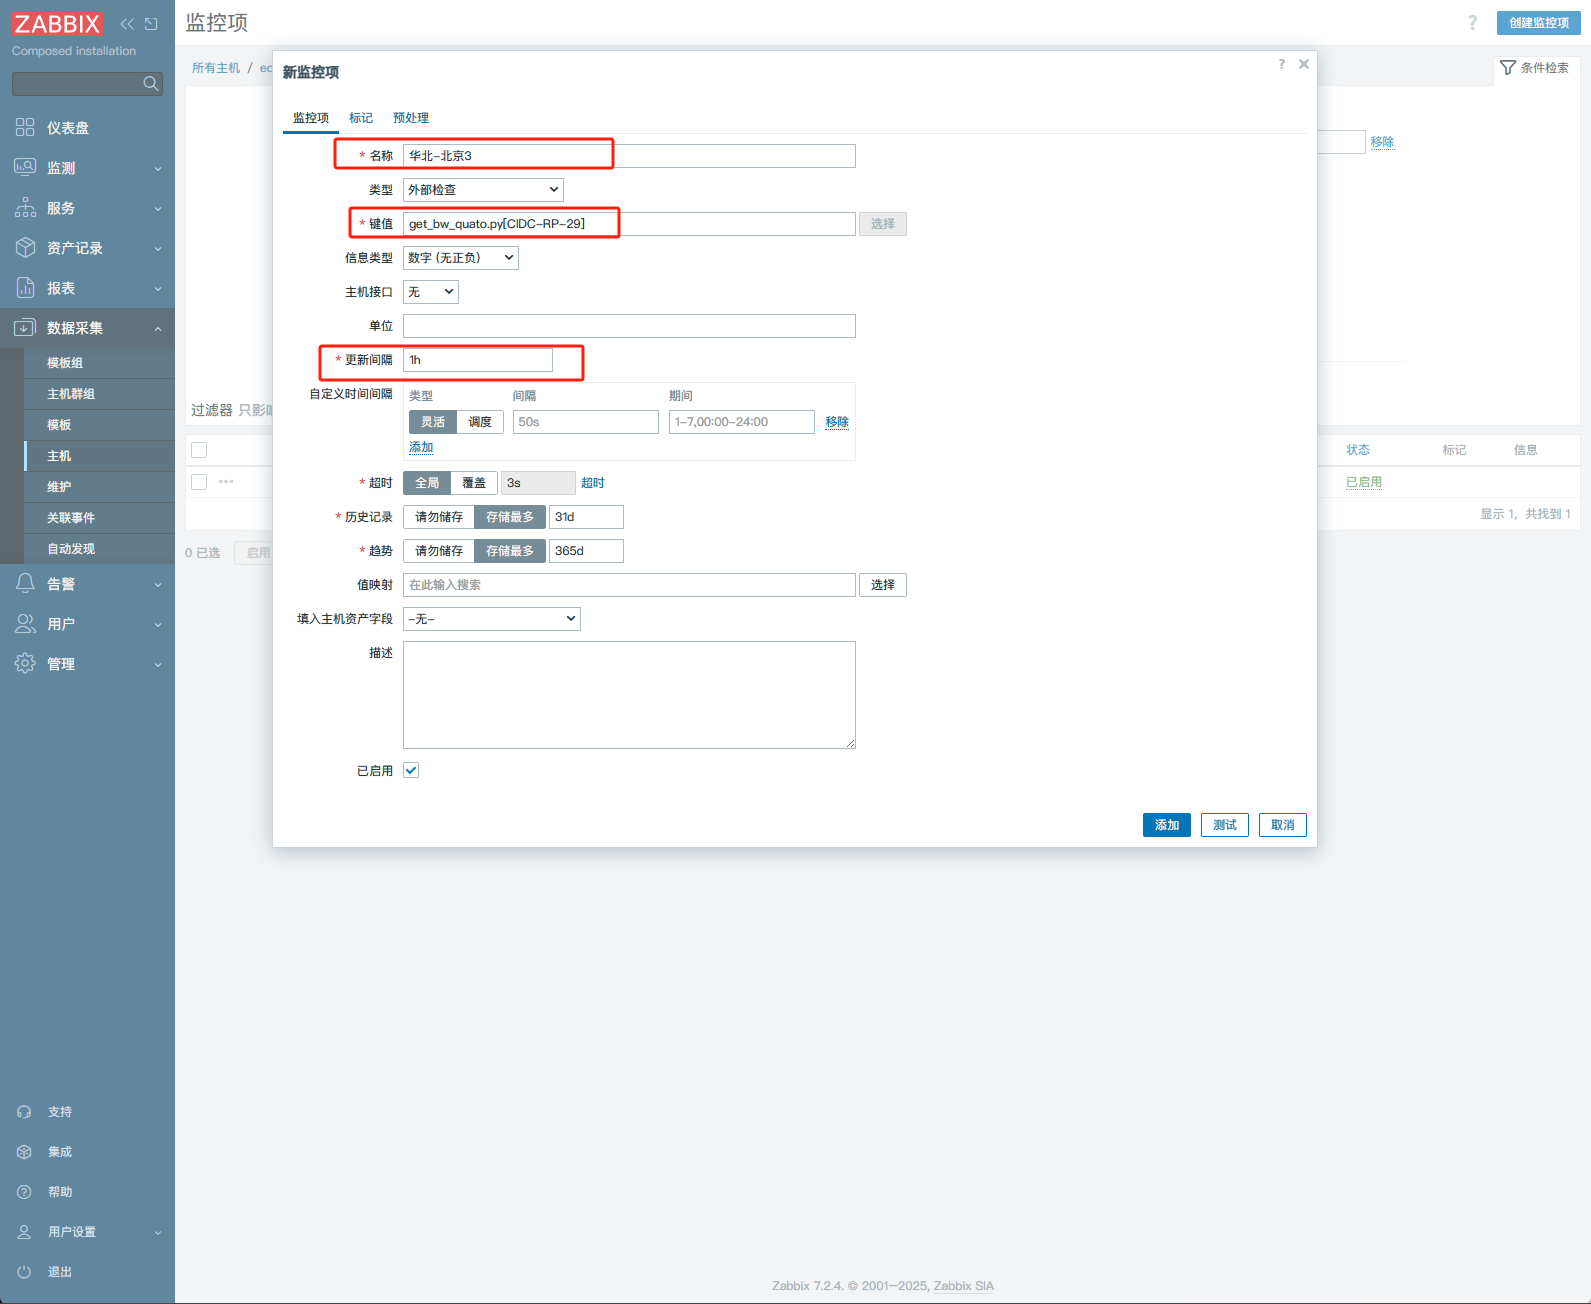 ZABBIX
Composed installation
仪表盘
监测
服务
资产记录
报表
数据采集
模板组
主机群组
模板
主机
维护
关联事件
自动发现
告警
用户
管理
支持
集成
帮助
用户设置
退出
监控项
?
创建监控项
所有主机 / ec
条件检索
移除
过滤器 只影
状态 标记 信息
已启用
显示 1, 共找到 1
0 已选 启用
新监控项
?
监控项 标记 预处理
* 名称 华北-北京3
类型 外部检查
* 键值 get_bw_quato.py[CIDC-RP-29] 选择
信息类型 数字 (无正负)
主机接口 无
单位
* 更新间隔 1h
自定义时间间隔 类型 间隔 期间
灵活 调度 50s 1-7,00:00-24:00 移除
添加
* 超时 全局 覆盖 3s 超时
* 历史记录 请勿储存 存储最多 31d
* 趋势 请勿储存 存储最多 365d
值映射 在此输入搜索 选择
填入主机资产字段 -无-
描述
已启用
添加 测试 取消
Zabbix 7.2.4. © 2001–2025, Zabbix SIA